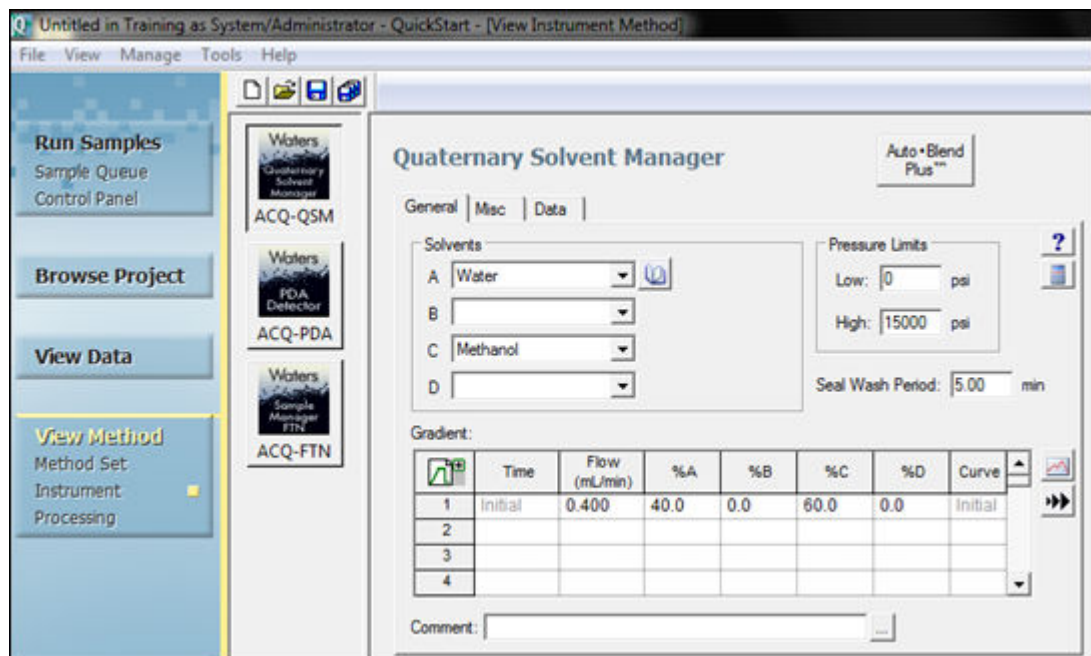 Untitled in Training as System/Administrator - QuickStart - [View Instrument Method]
File View Manage Tools Help
Run Samples
Sample Queue
Control Panel
Browse Project
View Data
View Method
Method Set
Instrument
Processing
Waters
Quaternary
Solvent
Manager
ACQ-QSM
Waters
PDA
Detector
ACQ-PDA
Waters
Sample
Manager
FTN
ACQ-FTN
Quaternary Solvent Manager
Auto•Blend
Plus™
General Misc Data
Solvents
A Water
B
C Methanol
D
Pressure Limits
Low: 0 psi
High: 15000 psi
?
Seal Wash Period: 5.00 min
Gradient:
Time Flow (mL/min) %A %B %C %D Curve
1 Initial 0.400 40.0 0.0 60.0 0.0 Initial
2
3
4
Comment: ...